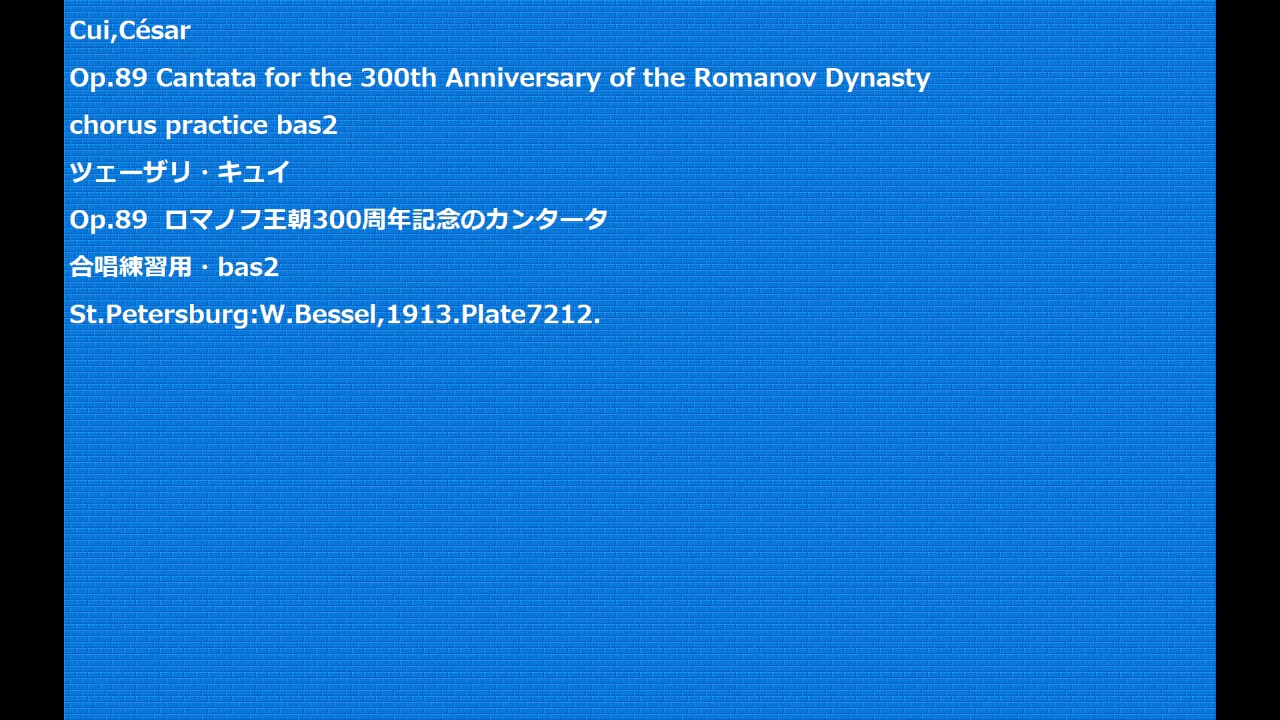 Cui,César
Op.89 Cantata for the 300th Anniversary of the Romanov Dynasty
chorus practice bas2
ツェーザリ・キュイ
Op.89  ロマノフ王朝300周年記念のカンタータ
合唱練習用・bas2
St.Petersburg:W.Bessel,1913.Plate7212.